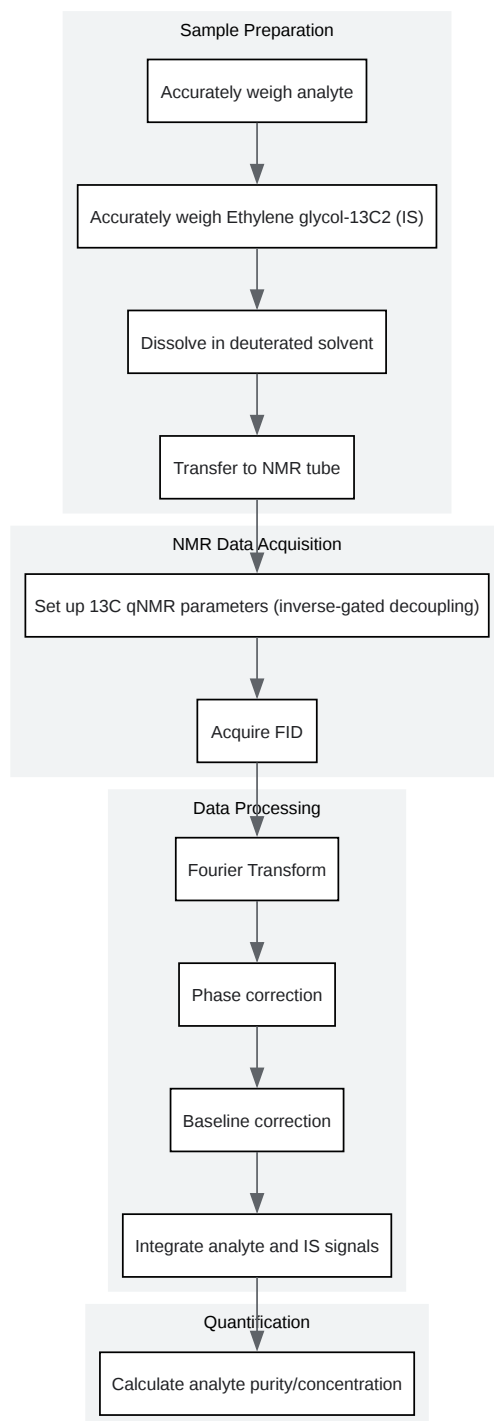 Sample Preparation
Accurately weigh analyte
Accurately weigh Ethylene glycol-13C2 (IS)
Dissolve in deuterated solvent
Transfer to NMR tube
NMR Data Acquisition
Set up 13C qNMR parameters (inverse-gated decoupling)
Acquire FID
Data Processing
Fourier Transform
Phase correction
Baseline correction
Integrate analyte and IS signals
Quantification
Calculate analyte purity/concentration